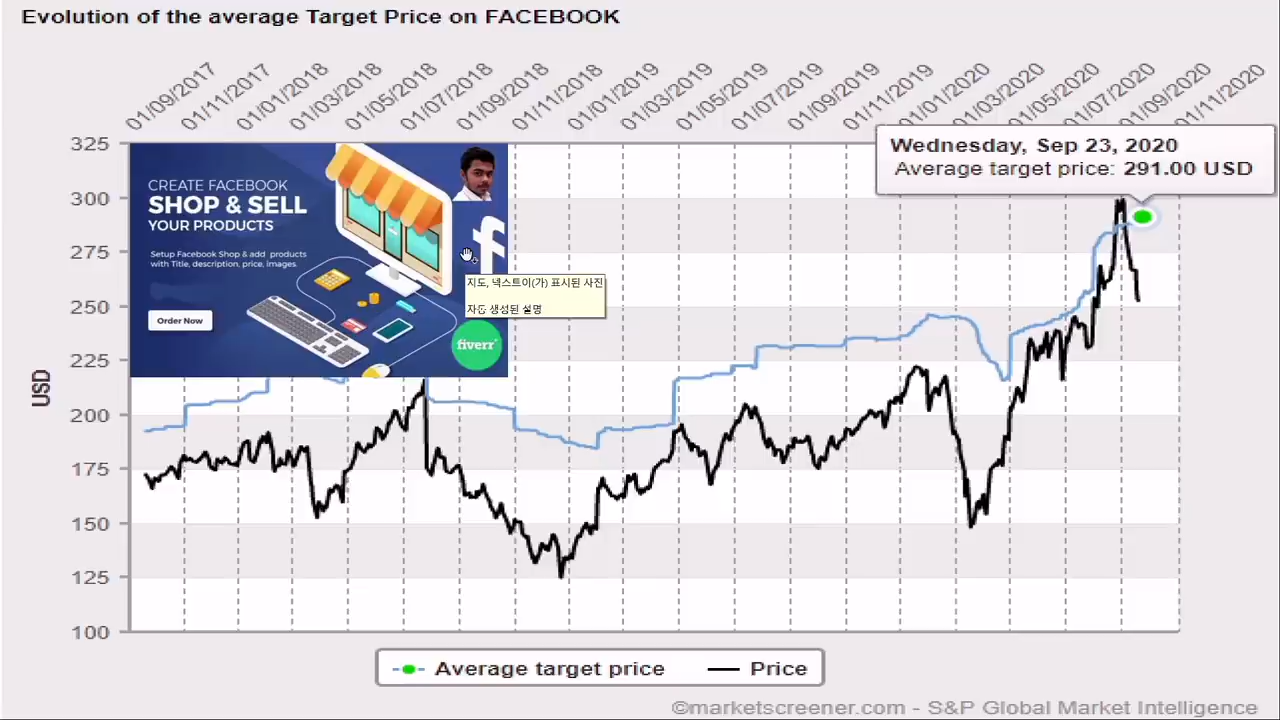 Evolution of the average Target Price on FACEBOOK
01/09/2017
01/11/2017
01/01/2018
01/03/2018
01/05/2018
01/07/2018
01/09/2018
01/11/2018
01/01/2019
01/03/2019
01/05/2019
01/07/2019
01/09/2019
01/11/2019
01/01/2020
01/03/2020
01/05/2020
01/07/2020
01/09/2020
01/11/2020
Wednesday, Sep 23, 2020
Average target price: 291.00 USD
325
300
275
250
225
200
175
150
125
100
USD
CREATE FACEBOOK
SHOP & SELL
YOUR PRODUCTS
Setup Facebook Shop & add products
with Title, description, price, images.
Order Now
f
fiverr
지도, 넥스트이(가) 표시된 사진
자동 생성된 설명
Average target price
Price
©marketscreener.com - S&P Global Market Intelligence